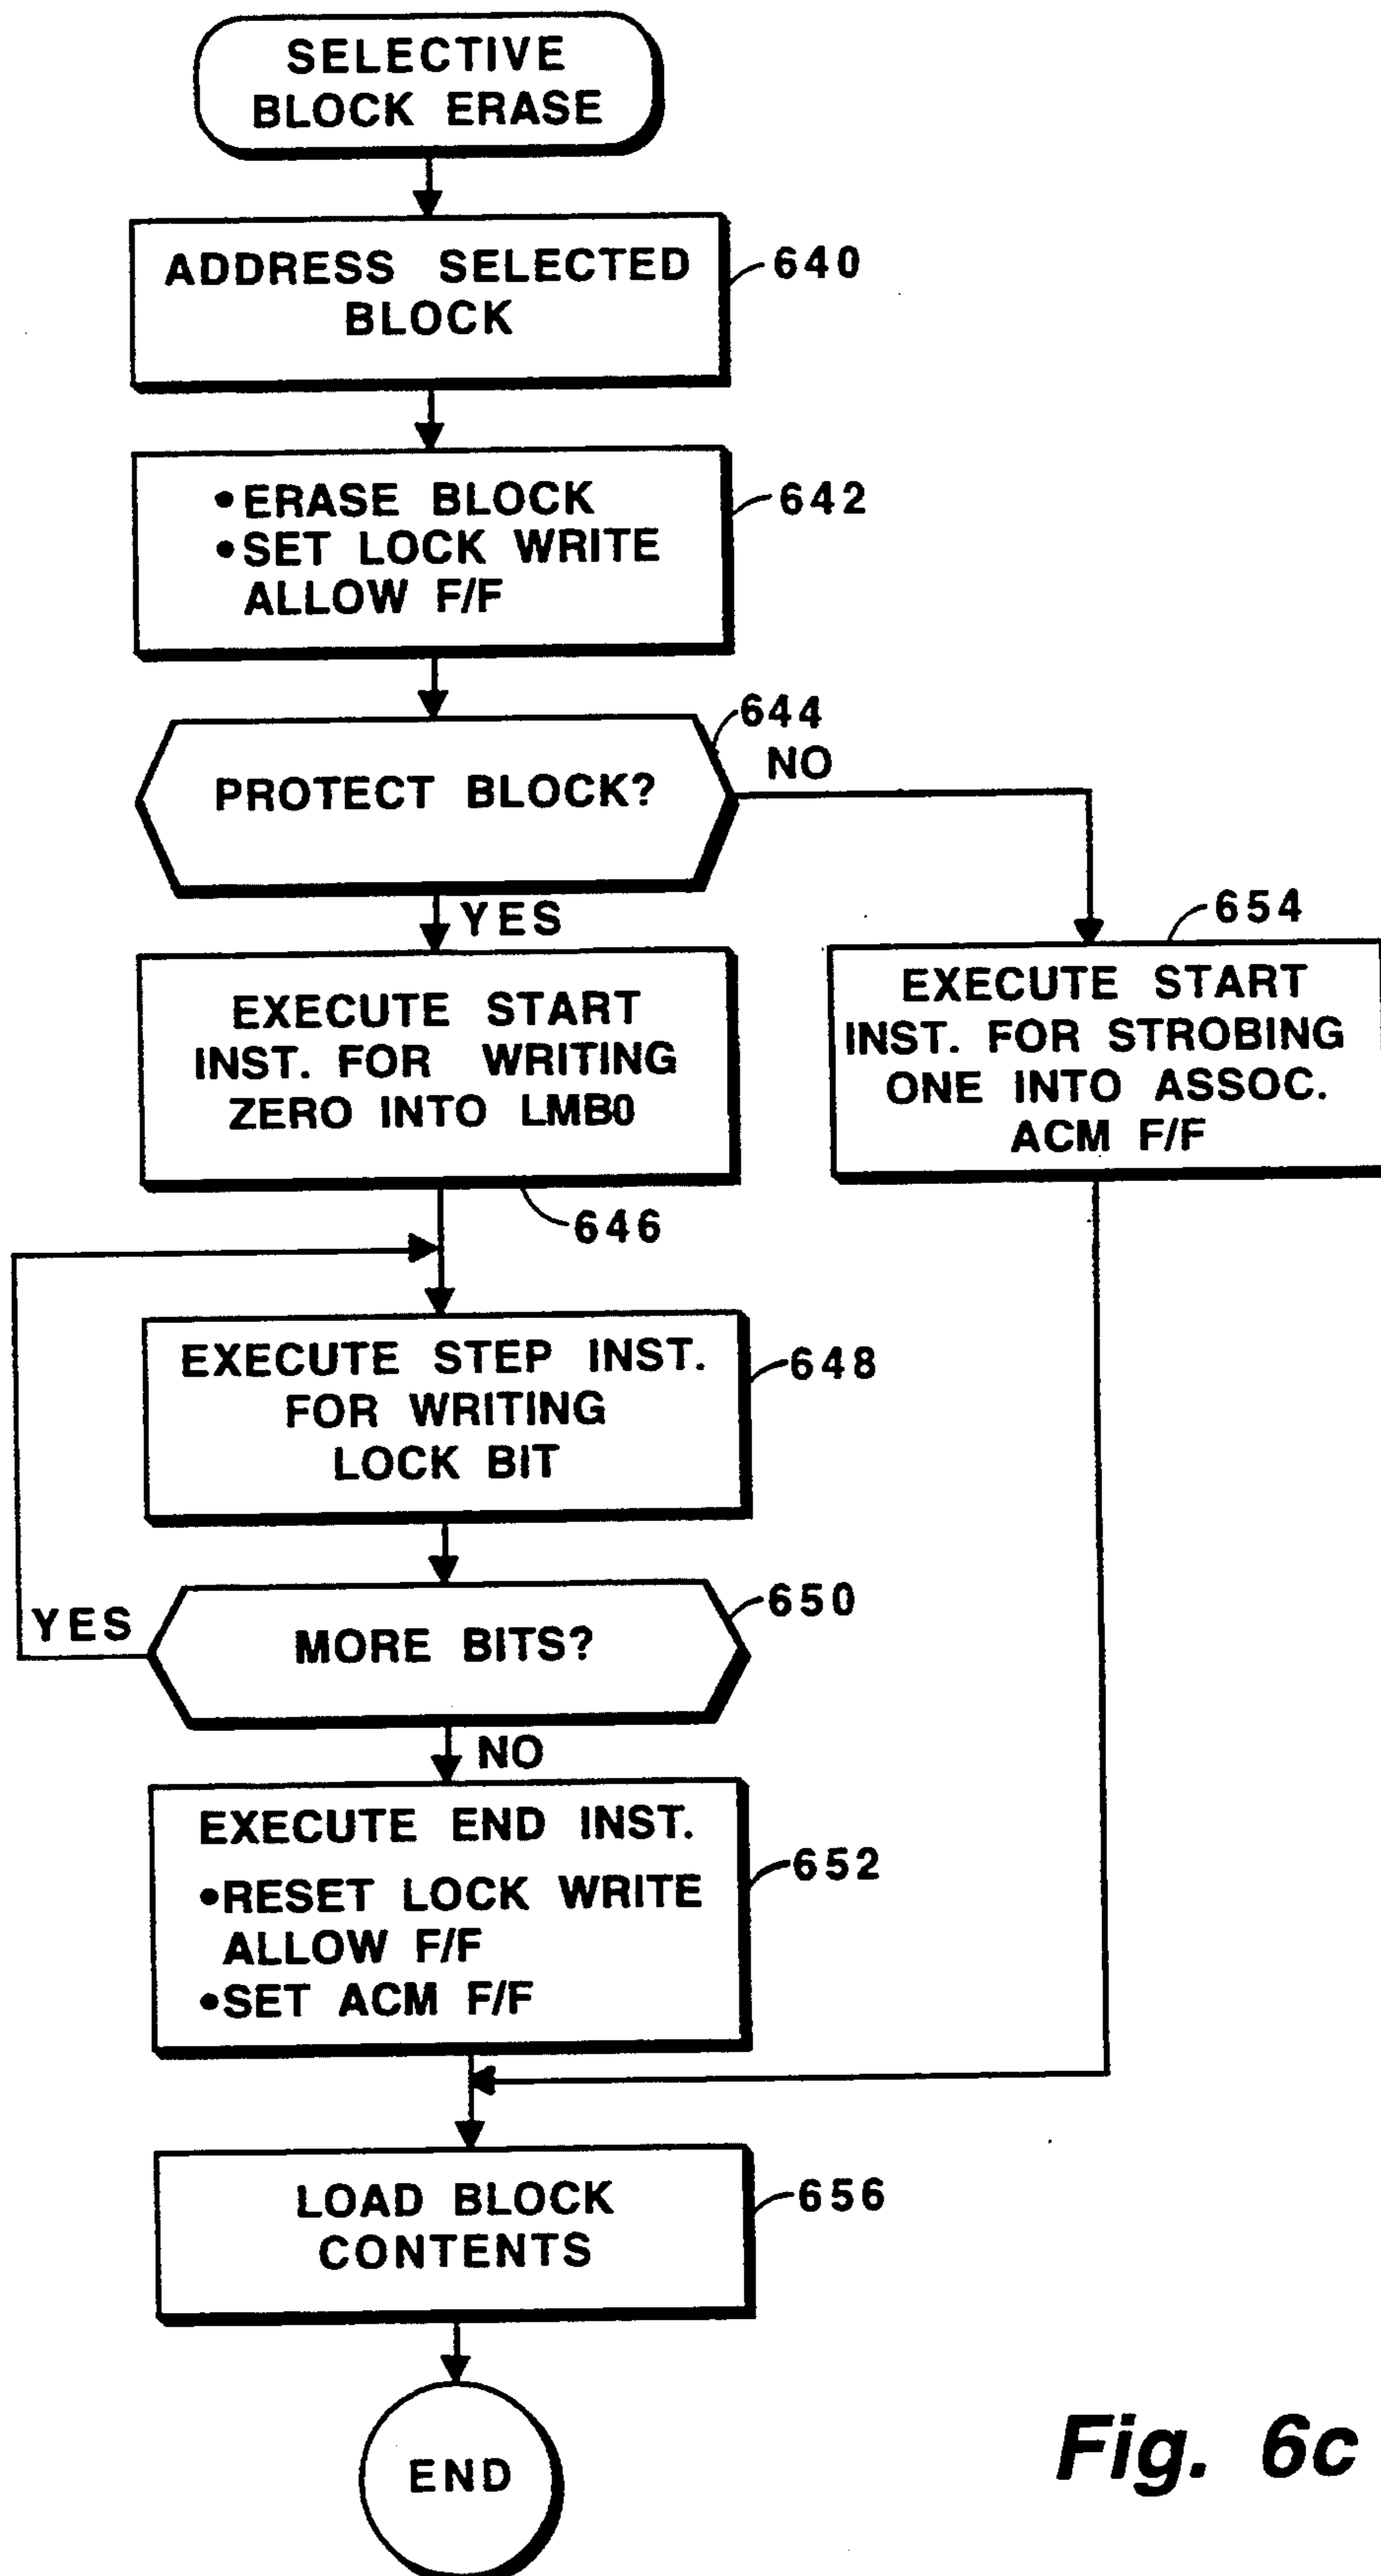 SELECTIVE
BLOCK ERASE
ADDRESS SELECTED
BLOCK
640
•ERASE BLOCK
•SET LOCK WRITE
ALLOW F/F
642
644
PROTECT BLOCK?
NO
YES
EXECUTE START
INST. FOR WRITING
ZERO INTO LMB0
646
654
EXECUTE START
INST. FOR STROBING
ONE INTO ASSOC.
ACM F/F
EXECUTE STEP INST.
FOR WRITING
LOCK BIT
648
YES
MORE BITS?
650
NO
EXECUTE END INST.
•RESET LOCK WRITE
ALLOW F/F
•SET ACM F/F
652
LOAD BLOCK
CONTENTS
656
END
Fig. 6c